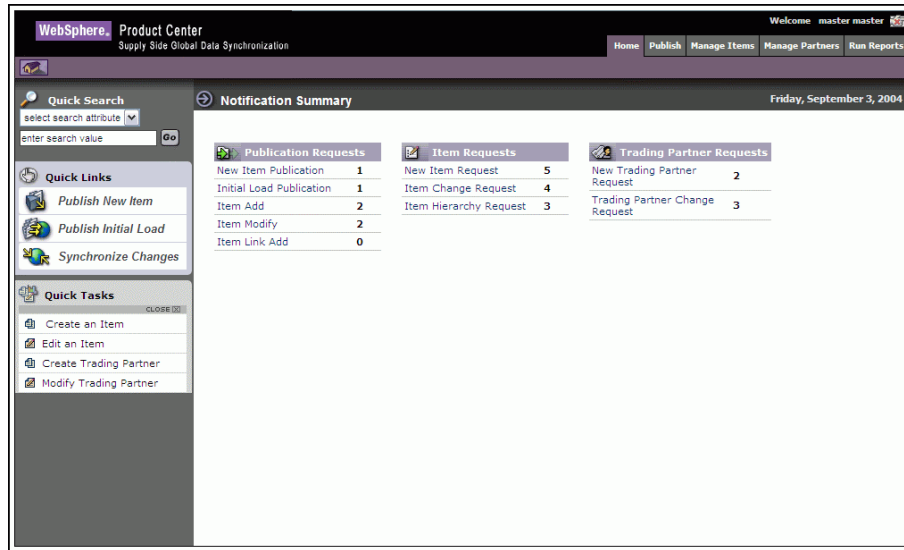 WebSphere. Product Center
Supply Side Global Data Synchronization
Welcome master master
Home Publish Manage Items Manage Partners Run Reports
Quick Search
select search attribute
enter search value Go
Quick Links
Publish New Item
Publish Initial Load
Synchronize Changes
Quick Tasks
CLOSE
Create an Item
Edit an Item
Create Trading Partner
Modify Trading Partner
Notification Summary Friday, September 3, 2004
Publication Requests
New Item Publication 1
Initial Load Publication 1
Item Add 2
Item Modify 2
Item Link Add 0
Item Requests
New Item Request 5
Item Change Request 4
Item Hierarchy Request 3
Trading Partner Requests
New Trading Partner
Request 2
Trading Partner Change
Request 3